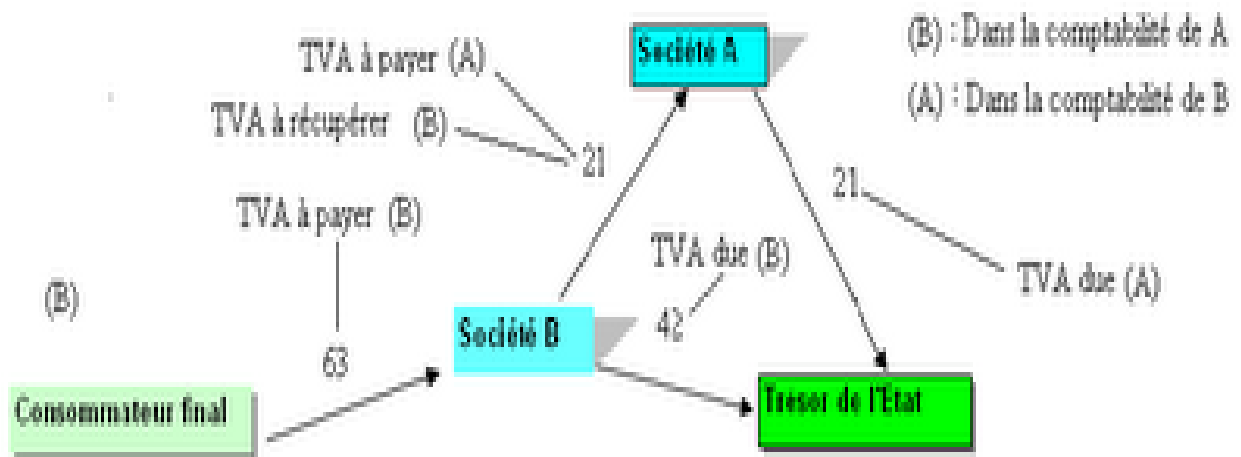 Société A
(B) : Dans la comptabilité de A
TVA à payer (A)
(A) : Dans la comptabilité de B
TVA à récupérer (B)
21
21
TVA à payer (B)
TVA due (B)
TVA due (A)
(B)
Société B
42
63
Consommateur final
Trésor de l'Etat